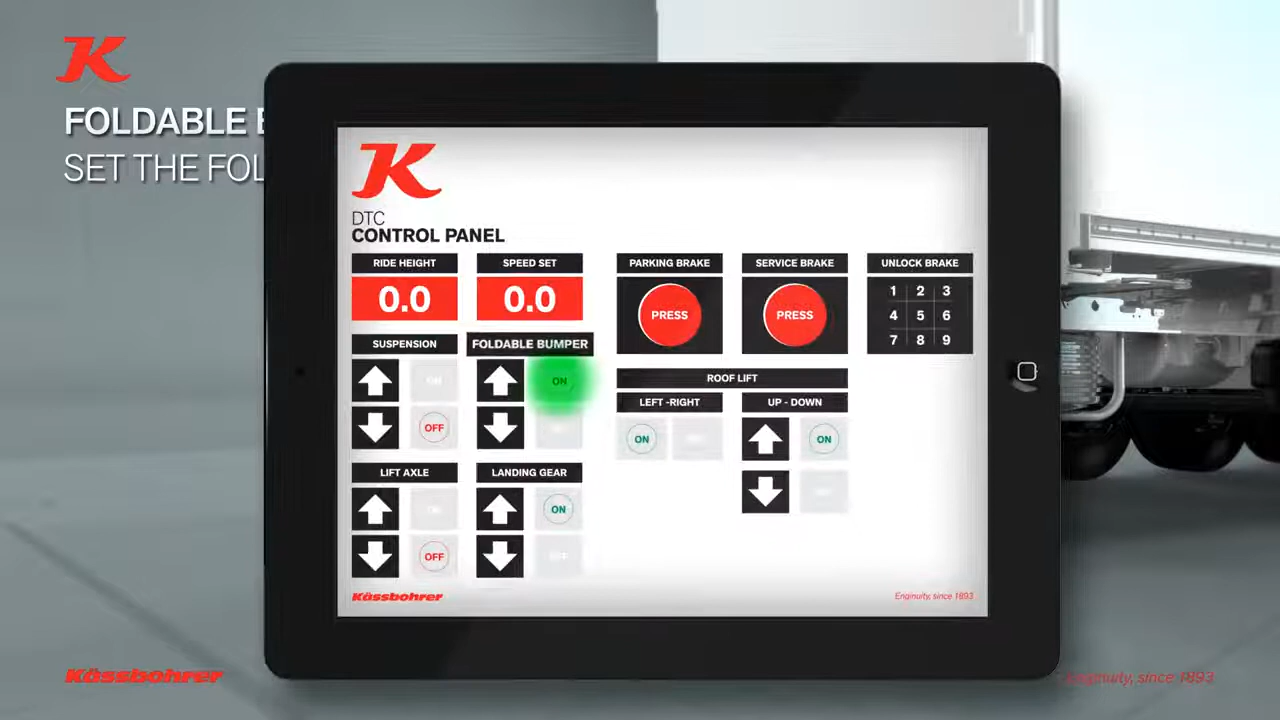 FOLDABLE
SET THE FOL
K
DTC
CONTROL PANEL
RIDE HEIGHT
0.0
SPEED SET
0.0
PARKING BRAKE
PRESS
SERVICE BRAKE
PRESS
UNLOCK BRAKE
1 2 3
4 5 6
7 8 9
SUSPENSION
OFF
FOLDABLE BUMPER
ON
ROOF LIFT
LEFT -RIGHT
ON
UP - DOWN
ON
LIFT AXLE
OFF
LANDING GEAR
ON
OFF
Kässbohrer
Enginuity, since 1893
Kässbohrer
Enginuity, since 1893